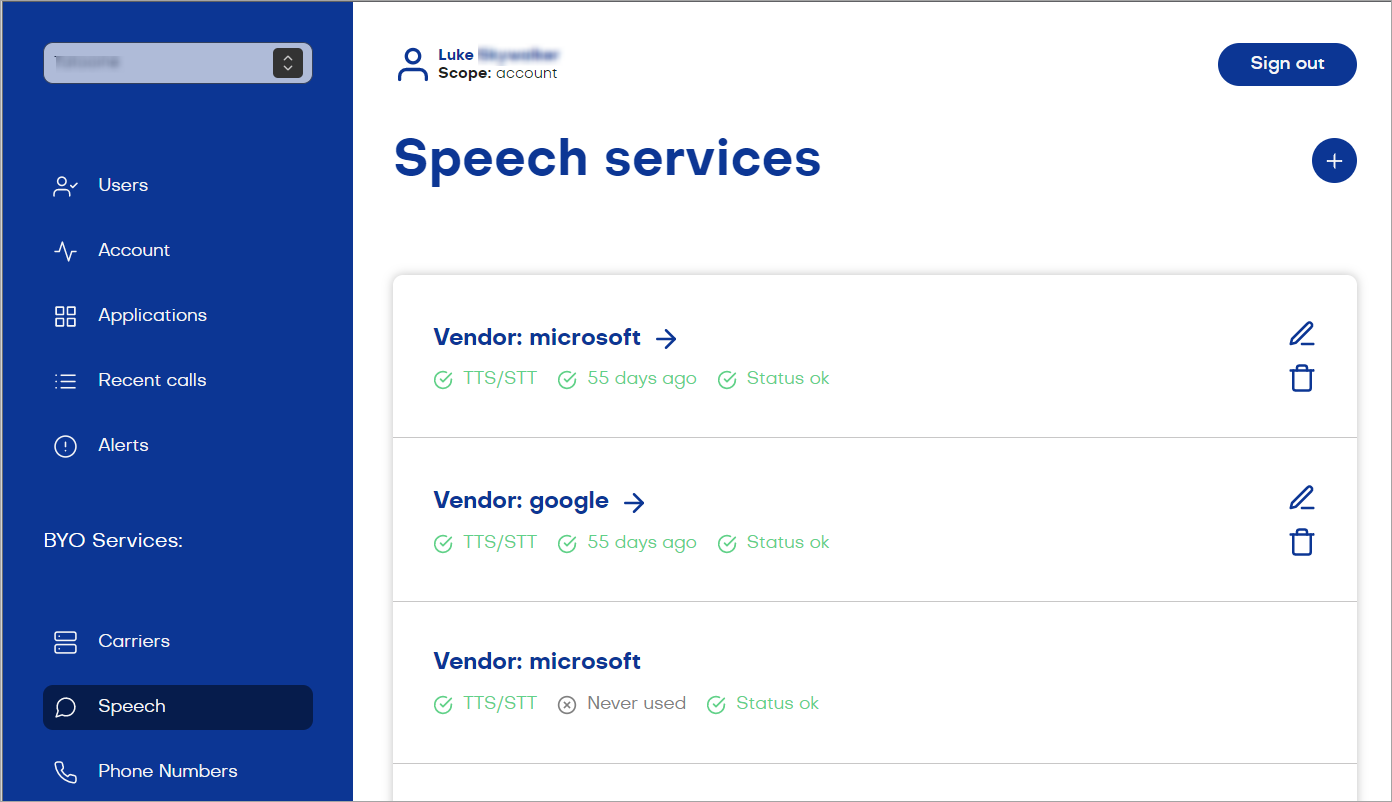 Users
Account
Applications
Recent calls
Alerts
BYO Services:
Carriers
Speech
Phone Numbers
Luke
Scope: account
Sign out
Speech services
Vendor: microsoft
TTS/STT 55 days ago Status ok
Vendor: google
TTS/STT 55 days ago Status ok
Vendor: microsoft
TTS/STT Never used Status ok